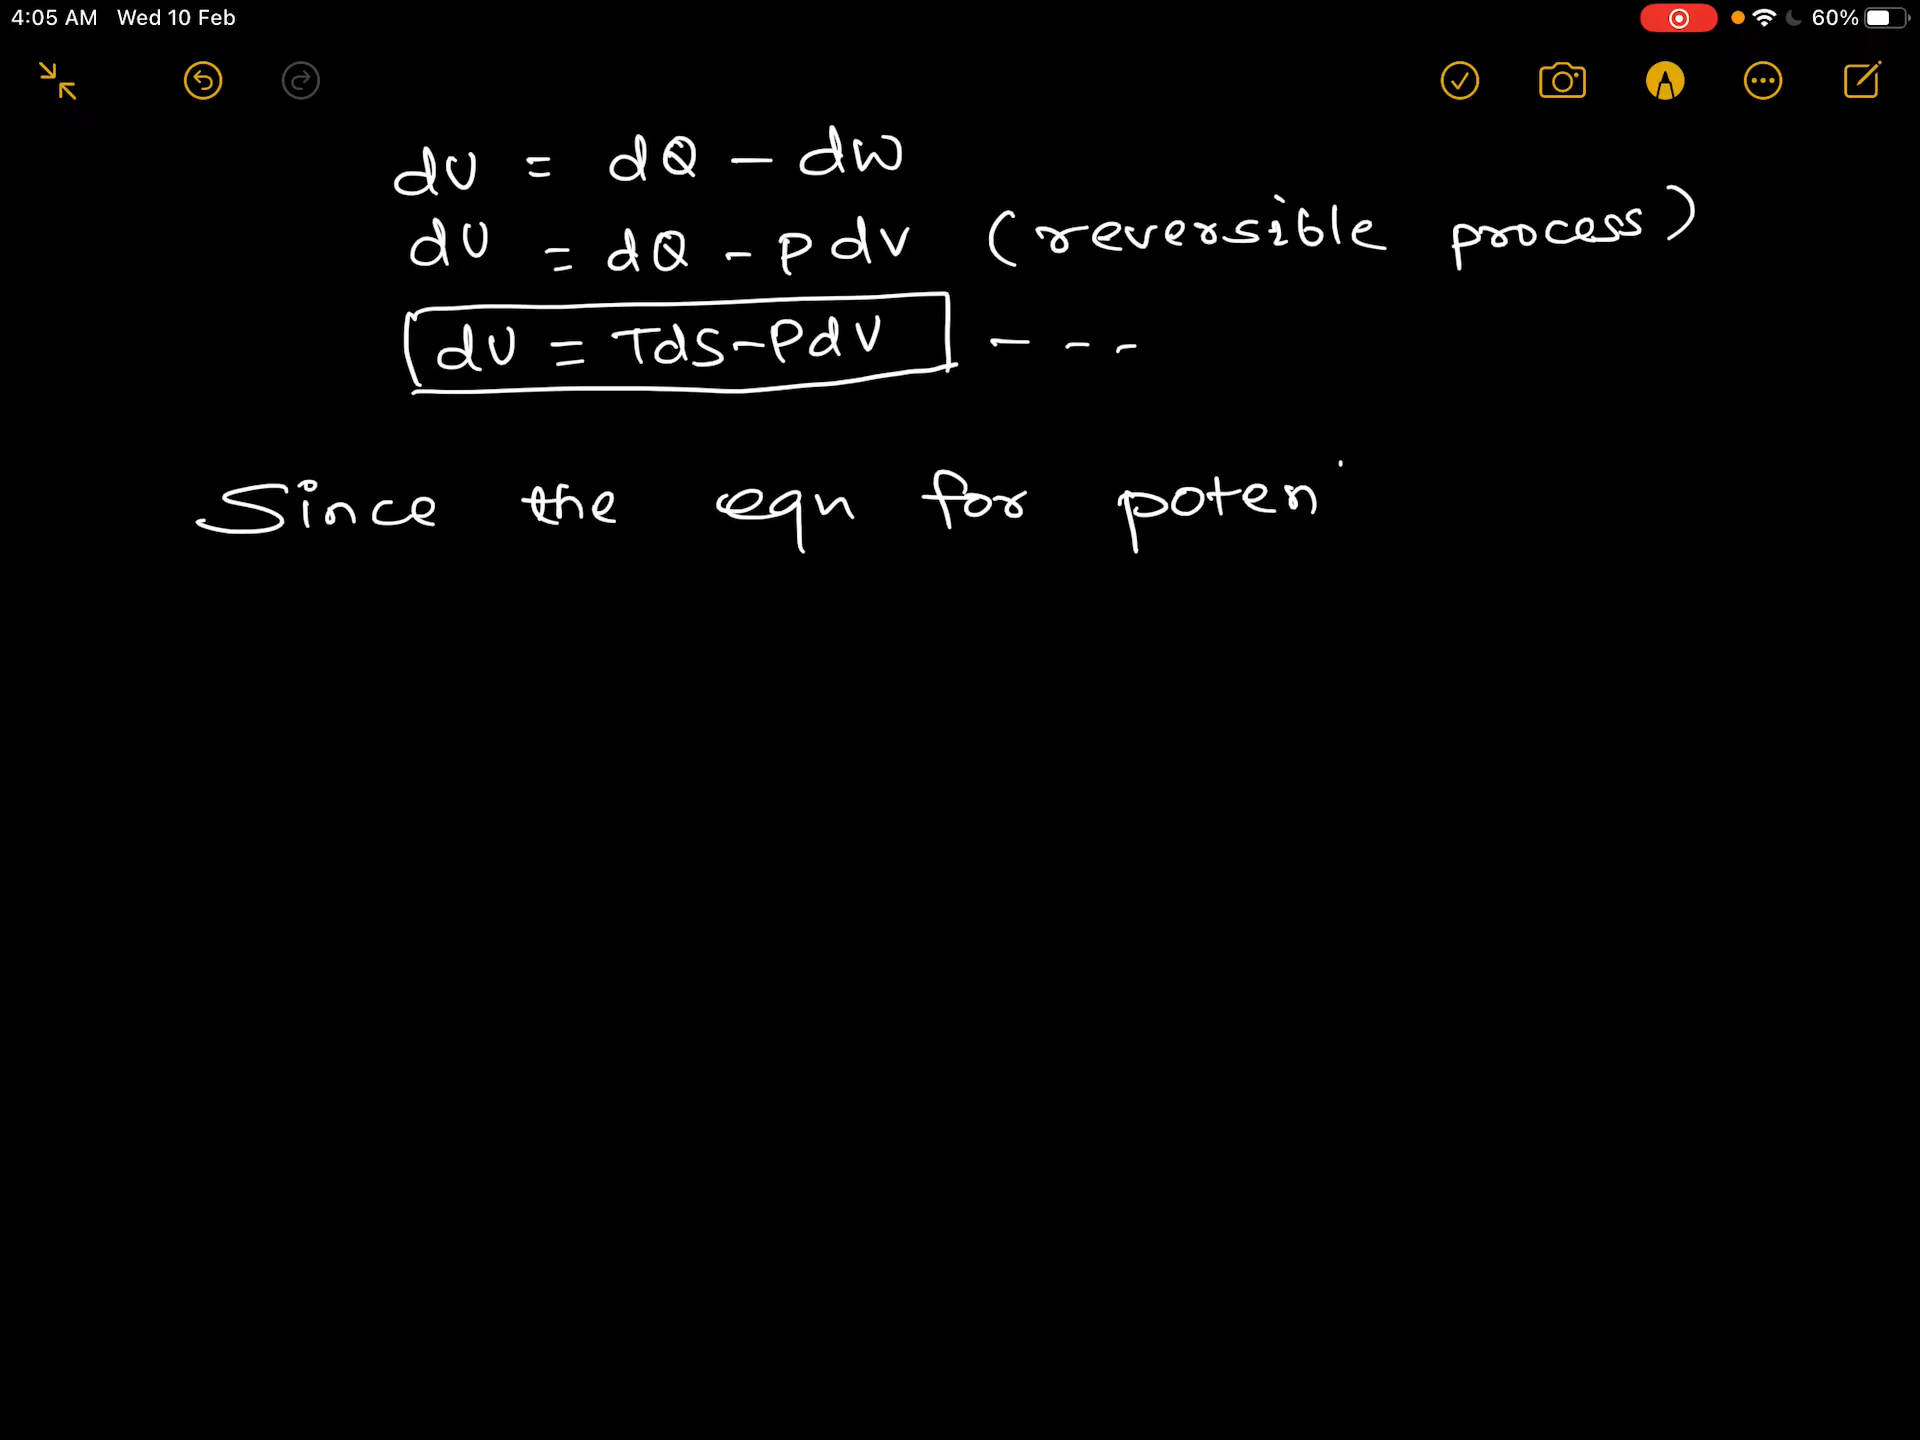 4:05 AM Wed 10 Feb 60%
dU = dQ - dW
dU = dQ - PdV (reversible process)
dU = TdS-PdV - - -
Since the eqn for poten